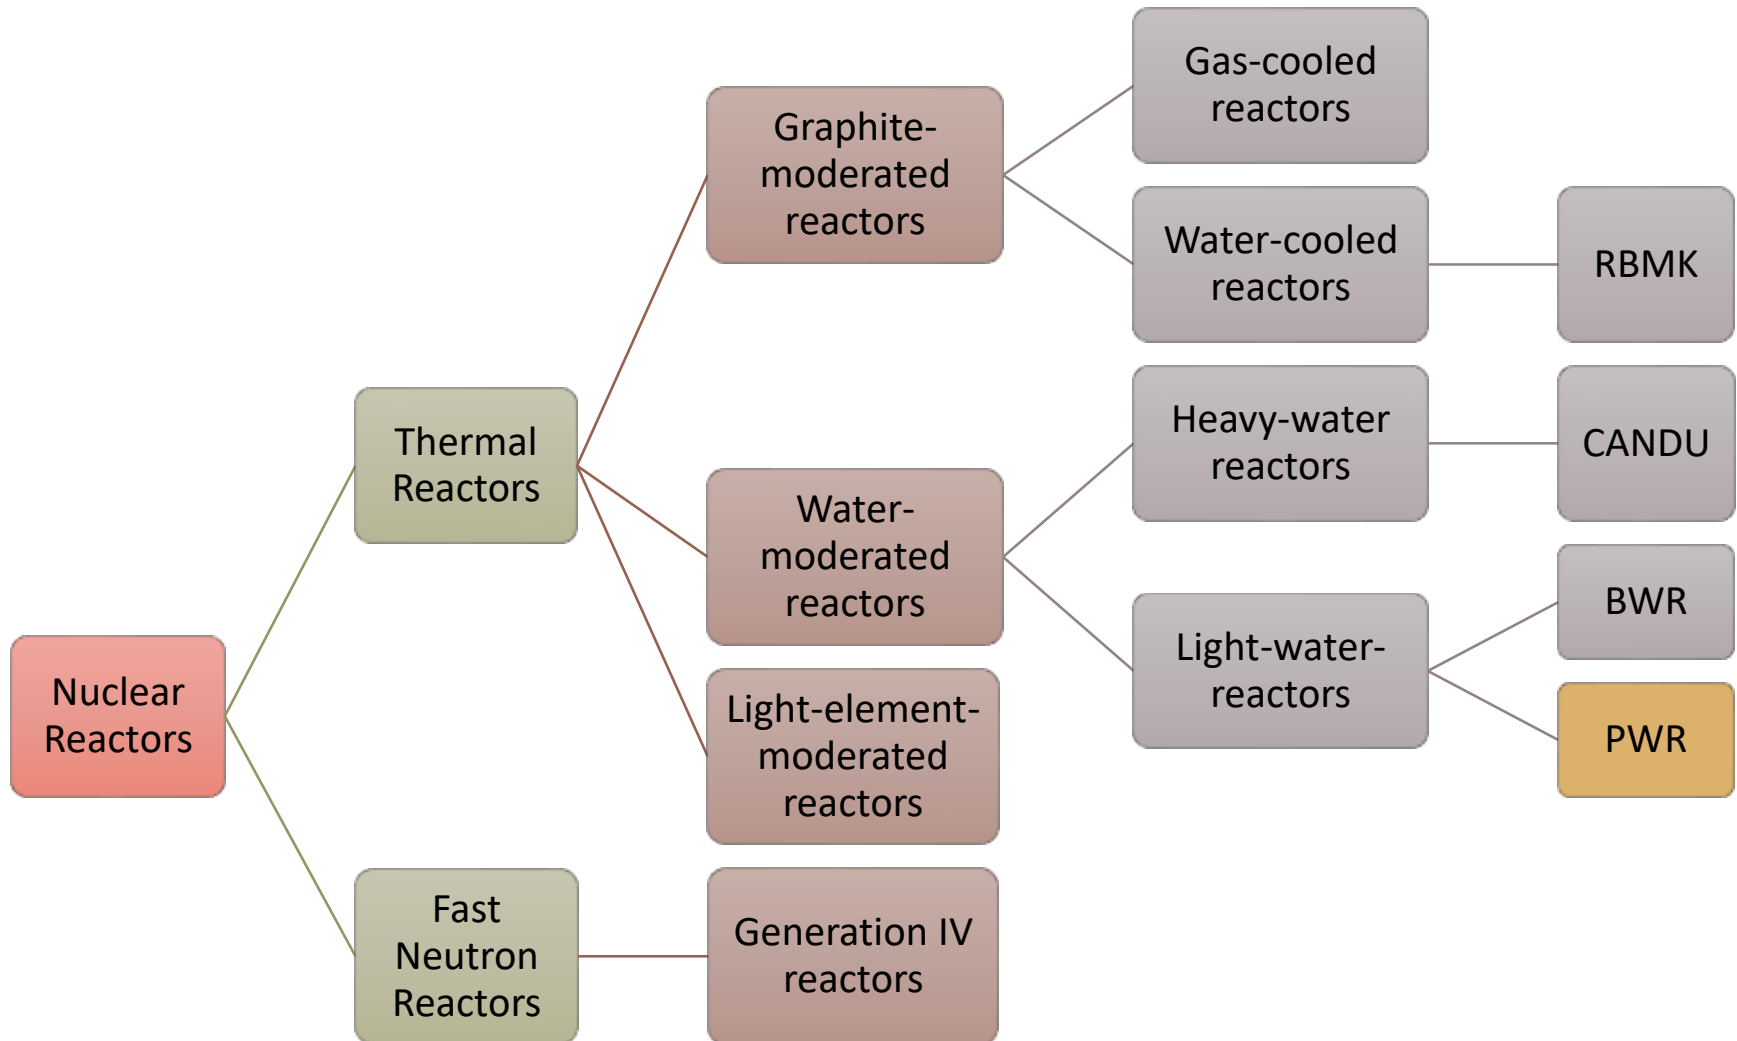 Nuclear
Reactors
Thermal
Reactors
Fast
Neutron
Reactors
Graphite-
moderated
reactors
Water-
moderated
reactors
Light-element-
moderated
reactors
Generation IV
reactors
Gas-cooled
reactors
Water-cooled
reactors
Heavy-water
reactors
Light-water-
reactors
RBMK
CANDU
BWR
PWR